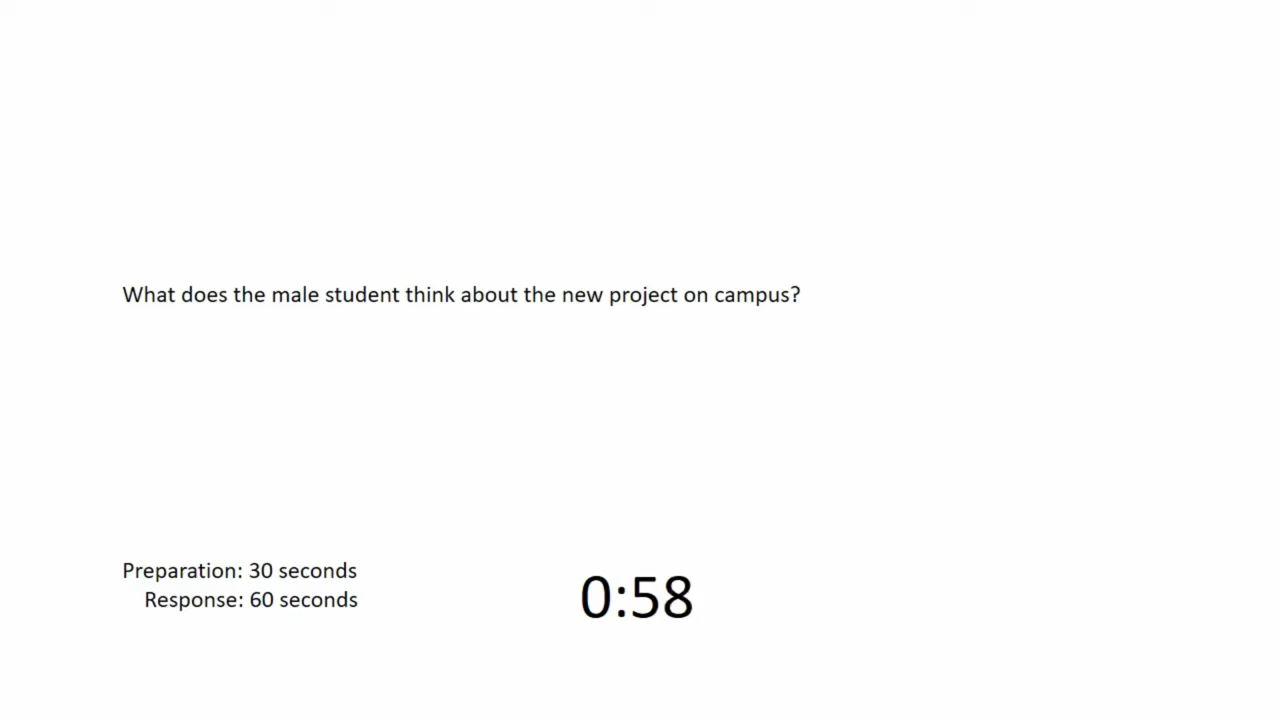 What does the male student think about the new project on campus?
Preparation: 30 seconds
Response: 60 seconds
0:58